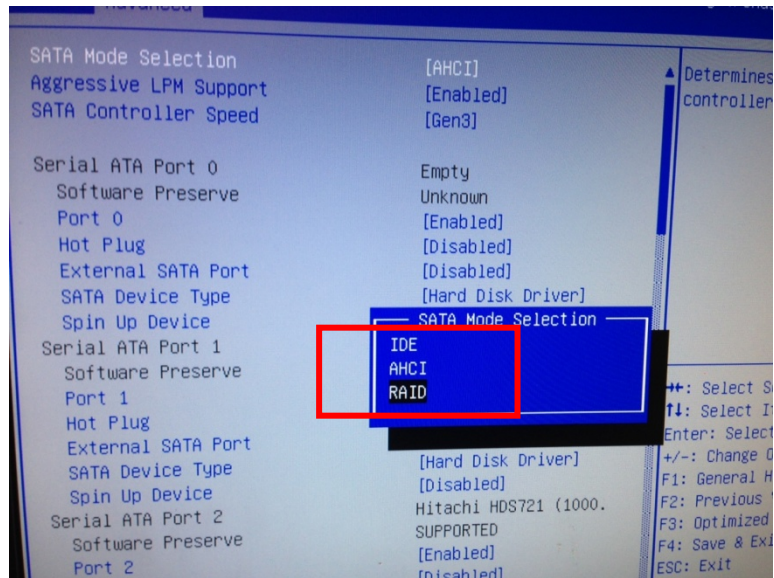 Advanced
SATA Mode Selection [AHCI]
Aggressive LPM Support [Enabled]
SATA Controller Speed [Gen3]
Determines
controller
Serial ATA Port 0 Empty
Software Preserve Unknown
Port 0 [Enabled]
Hot Plug [Disabled]
External SATA Port [Disabled]
SATA Device Type [Hard Disk Driver]
Spin Up Device
SATA Mode Selection
IDE
AHCI
RAID
Serial ATA Port 1
Software Preserve
Port 1
Hot Plug
External SATA Port
SATA Device Type [Hard Disk Driver]
Spin Up Device [Disabled]
Serial ATA Port 2 Hitachi HDS721 (1000.
Software Preserve SUPPORTED
Port 2 [Enabled]
[Disabled]
: Select
: Select
Enter: Select
+/-: Change
F1: General
F2: Previous
F3: Optimized
F4: Save & Exi
ESC: Exit